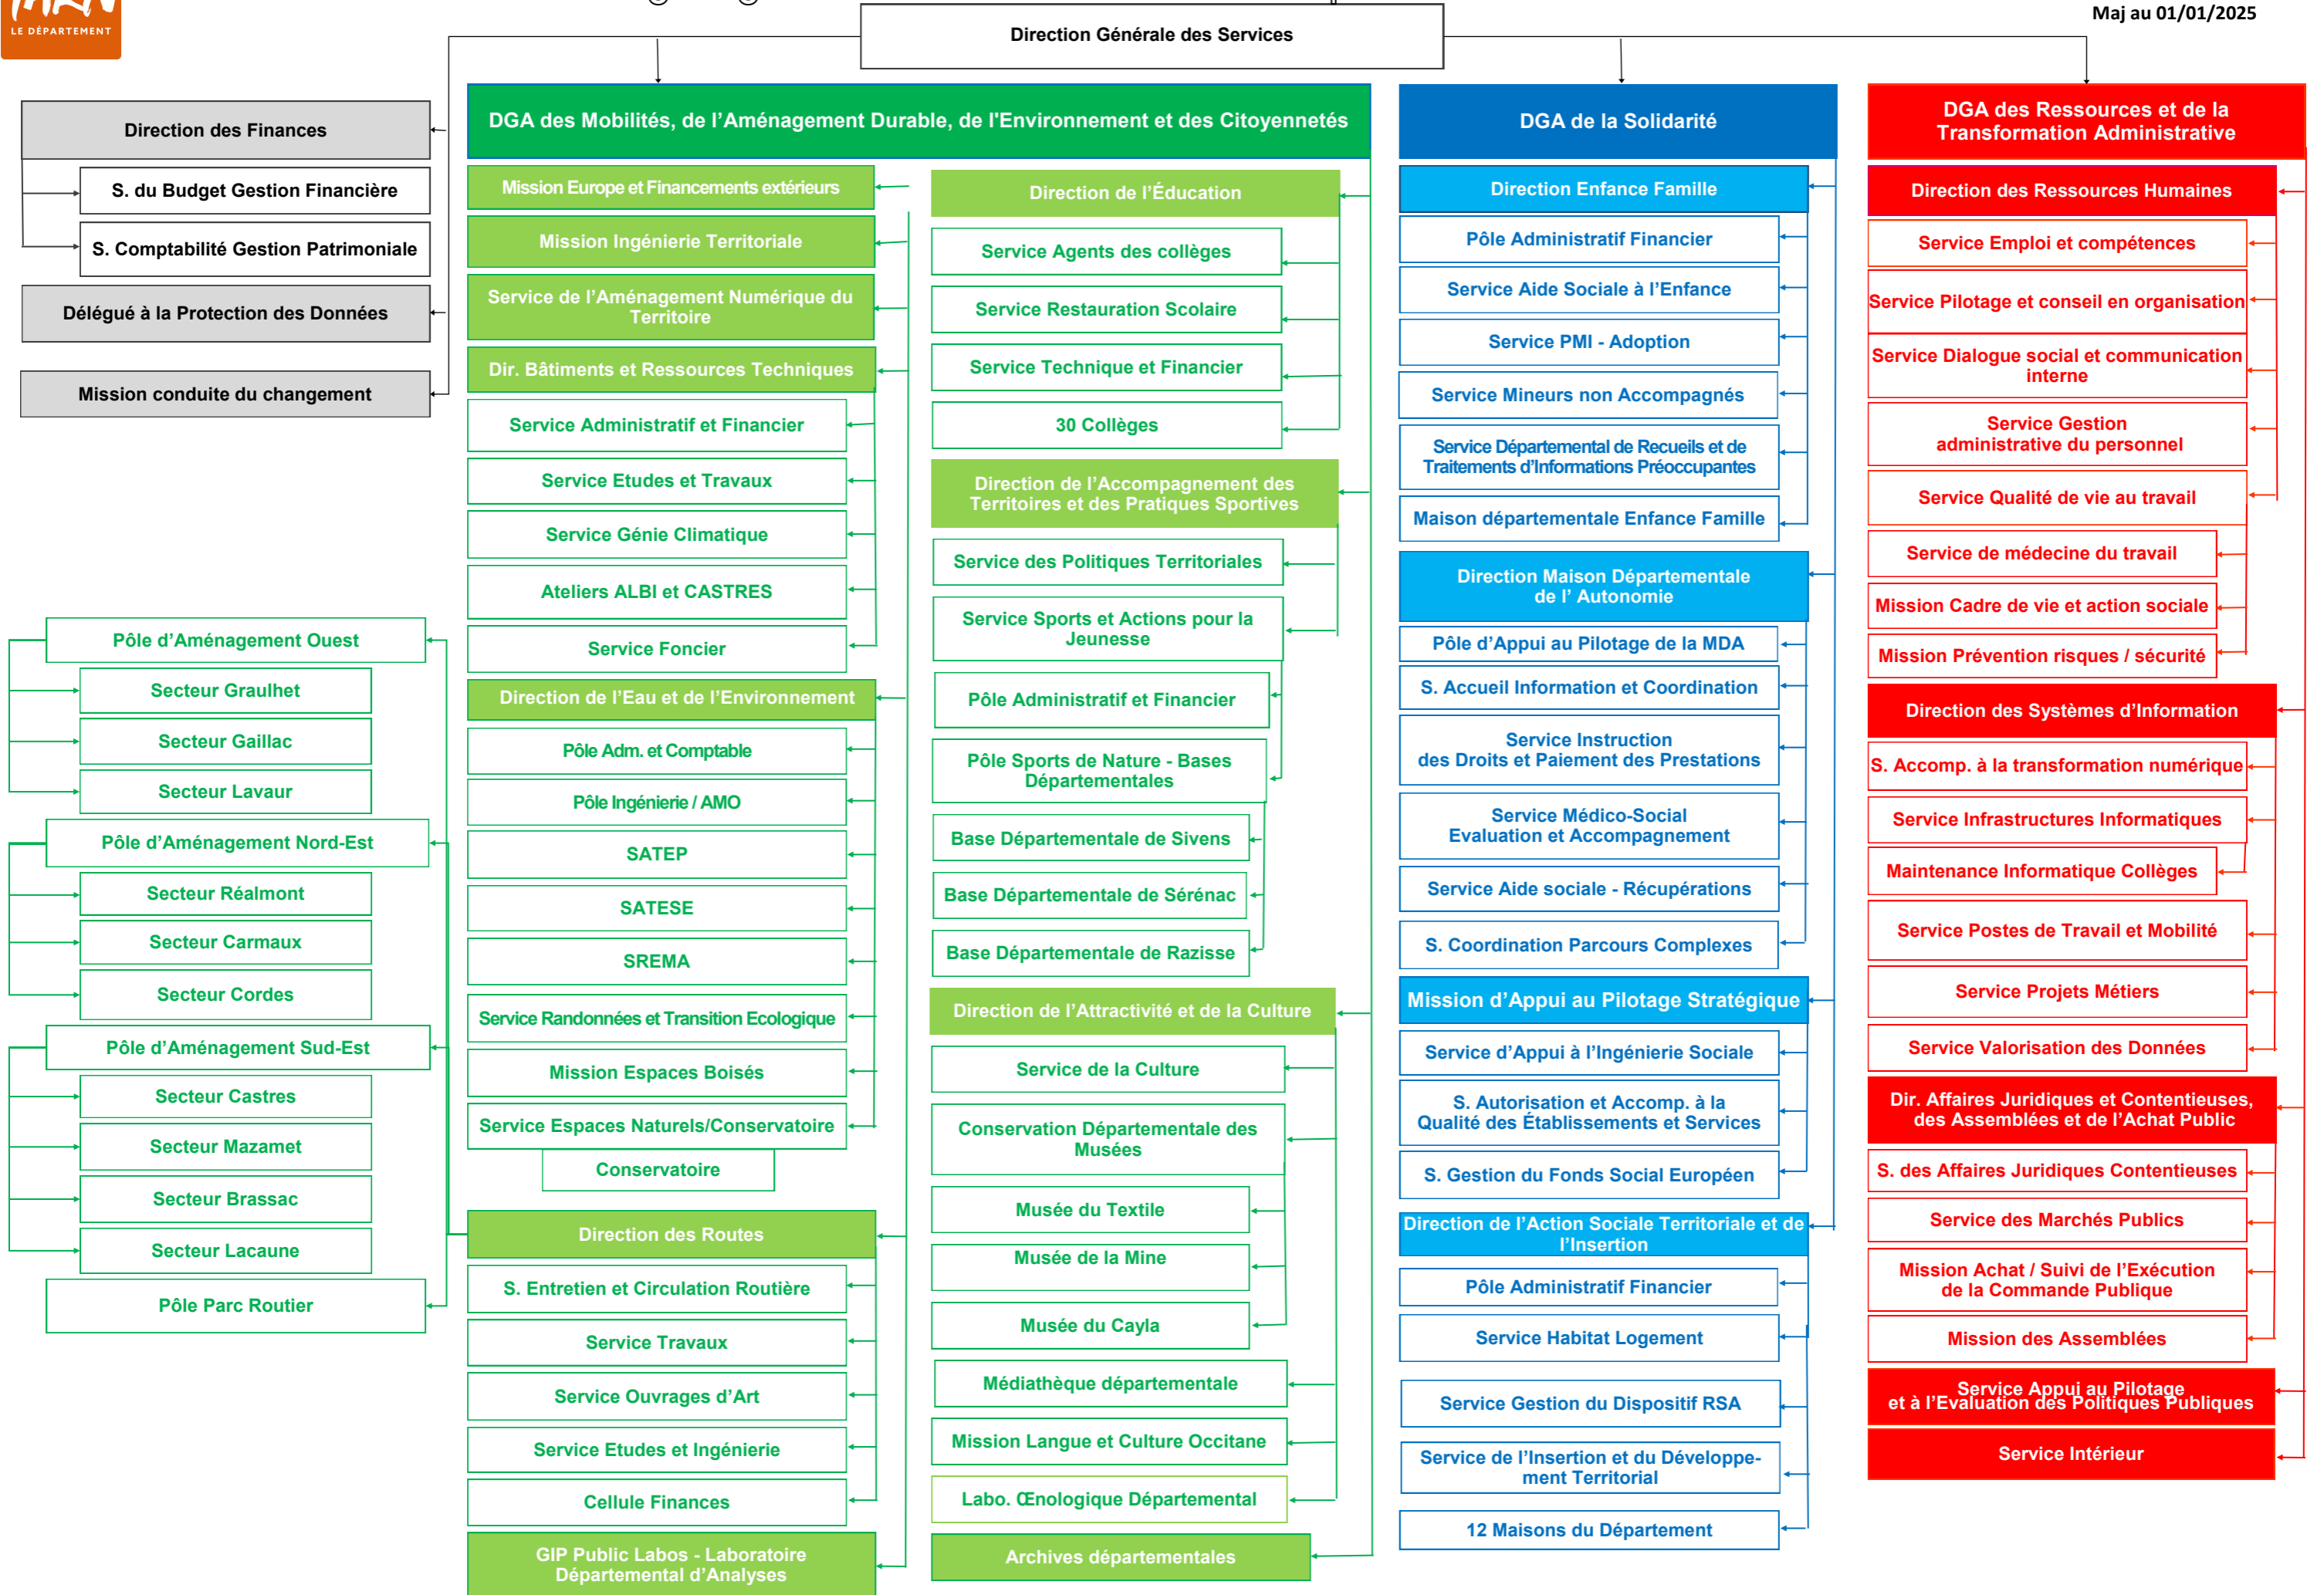 TARN
LE DÉPARTEMENT
Maj au 01/01/2025
Direction Générale des Services
Direction des Finances
S. du Budget Gestion Financière
S. Comptabilité Gestion Patrimoniale
Délégué à la Protection des Données
Mission conduite du changement
Pôle d’Aménagement Ouest
Secteur Graulhet
Secteur Gaillac
Secteur Lavaur
Pôle d’Aménagement Nord-Est
Secteur Réalmont
Secteur Carmaux
Secteur Cordes
Pôle d’Aménagement Sud-Est
Secteur Castres
Secteur Mazamet
Secteur Brassac
Secteur Lacaune
Pôle Parc Routier
DGA des Mobilités, de l’Aménagement Durable, de l'Environnement et des Citoyennetés
Mission Europe et Financements extérieurs
Mission Ingénierie Territoriale
Service de l’Aménagement Numérique du
Territoire
Dir. Bâtiments et Ressources Techniques
Service Administratif et Financier
Service Etudes et Travaux
Service Génie Climatique
Ateliers ALBI et CASTRES
Service Foncier
Direction de l’Eau et de l’Environnement
Pôle Adm. et Comptable
Pôle Ingénierie / AMO
SATEP
SATESE
SREMA
Service Randonnées et Transition Ecologique
Mission Espaces Boisés
Service Espaces Naturels/Conservatoire
Conservatoire
Direction des Routes
S. Entretien et Circulation Routière
Service Travaux
Service Ouvrages d’Art
Service Etudes et Ingénierie
Cellule Finances
GIP Public Labos - Laboratoire
Départemental d’Analyses
Direction de l’Éducation
Service Agents des collèges
Service Restauration Scolaire
Service Technique et Financier
30 Collèges
Direction de l’Accompagnement des
Territoires et des Pratiques Sportives
Service des Politiques Territoriales
Service Sports et Actions pour la
Jeunesse
Pôle Administratif et Financier
Pôle Sports de Nature - Bases
Départementales
Base Départementale de Sivens
Base Départementale de Sérénac
Base Départementale de Razisse
Direction de l’Attractivité et de la Culture
Service de la Culture
Conservation Départementale des
Musées
Musée du Textile
Musée de la Mine
Musée du Cayla
Médiathèque départementale
Mission Langue et Culture Occitane
Labo. Œnologique Départemental
Archives départementales
DGA de la Solidarité
Direction Enfance Famille
Pôle Administratif Financier
Service Aide Sociale à l’Enfance
Service PMI - Adoption
Service Mineurs non Accompagnés
Service Départemental de Recueils et de
Traitements d’Informations Préoccupantes
Maison départementale Enfance Famille
Direction Maison Départementale
de l’ Autonomie
Pôle d’Appui au Pilotage de la MDA
S. Accueil Information et Coordination
Service Instruction
des Droits et Paiement des Prestations
Service Médico-Social
Evaluation et Accompagnement
Service Aide sociale - Récupérations
S. Coordination Parcours Complexes
Mission d’Appui au Pilotage Stratégique
Service d’Appui à l’Ingénierie Sociale
S. Autorisation et Accomp. à la
Qualité des Établissements et Services
S. Gestion du Fonds Social Européen
Direction de l’Action Sociale Territoriale et de
l’Insertion
Pôle Administratif Financier
Service Habitat Logement
Service Gestion du Dispositif RSA
Service de l’Insertion et du Développe-
ment Territorial
12 Maisons du Département
DGA des Ressources et de la
Transformation Administrative
Direction des Ressources Humaines
Service Emploi et compétences
Service Pilotage et conseil en organisation
Service Dialogue social et communication
interne
Service Gestion
administrative du personnel
Service Qualité de vie au travail
Service de médecine du travail
Mission Cadre de vie et action sociale
Mission Prévention risques / sécurité
Direction des Systèmes d’Information
S. Accomp. à la transformation numérique
Service Infrastructures Informatiques
Maintenance Informatique Collèges
Service Postes de Travail et Mobilité
Service Projets Métiers
Service Valorisation des Données
Dir. Affaires Juridiques et Contentieuses,
des Assemblées et de l’Achat Public
S. des Affaires Juridiques Contentieuses
Service des Marchés Publics
Mission Achat / Suivi de l’Exécution
de la Commande Publique
Mission des Assemblées
Service Appui au Pilotage
et à l’Evaluation des Politiques Publiques
Service Intérieur